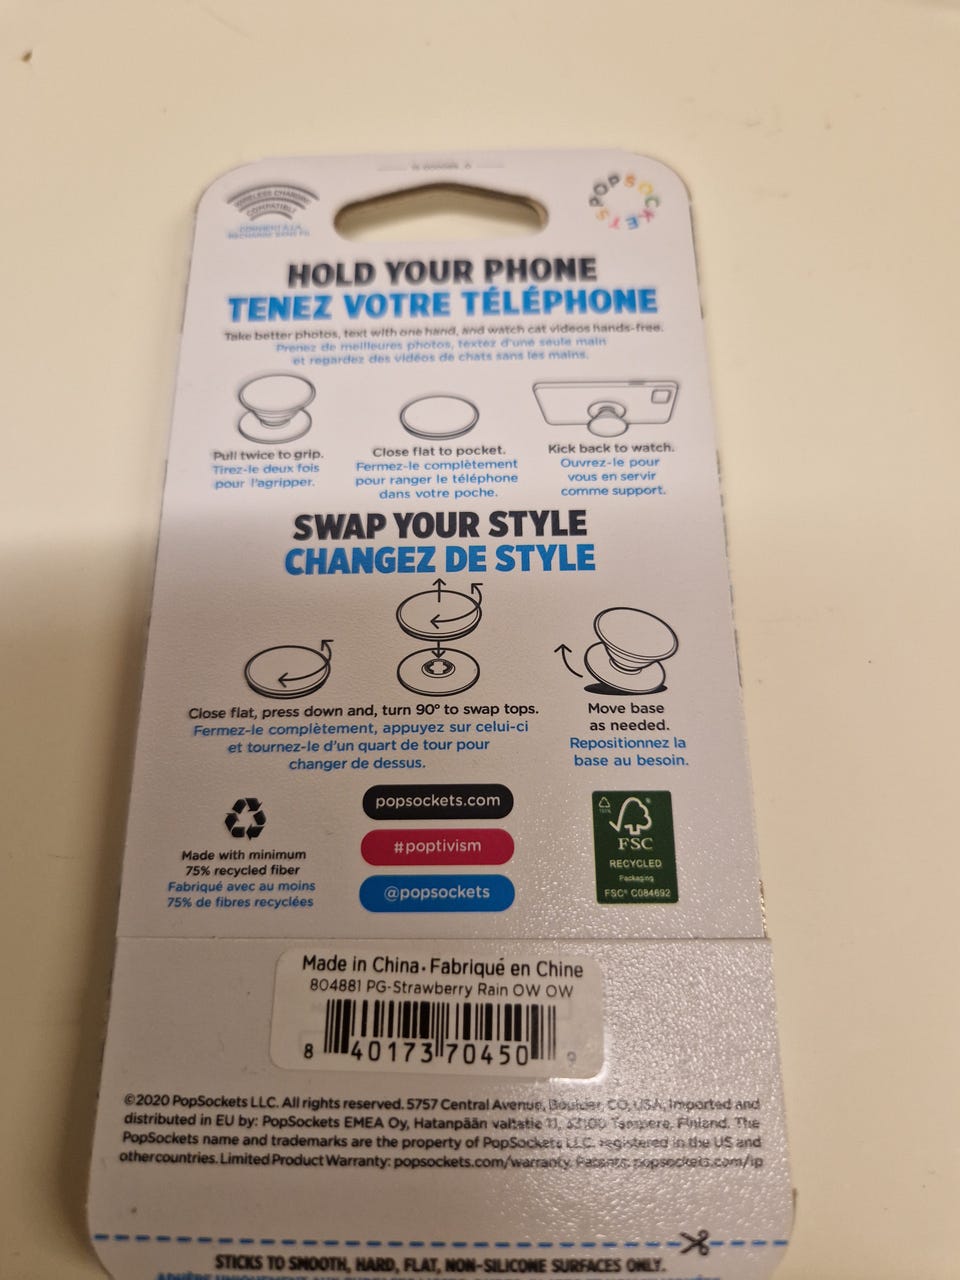 WIRELESS CHARGING
COMPATIBLE
POPSOCKETS
HOLD YOUR PHONE
TENEZ VOTRE TÉLÉPHONE
Take better photos, text with one hand, and watch cat videos hands-free.
Prenez de meilleures photos, textez d'une seule main
et regardez des vidéos de chats sans les mains.
Pull twice to grip.
Tirez-le deux fois
pour l'agripper.
Close flat to pocket.
Fermez-le complètement
pour ranger le téléphone
dans votre poche.
Kick back to watch.
Ouvrez-le pour
vous en servir
comme support.
SWAP YOUR STYLE
CHANGEZ DE STYLE
Close flat, press down and, turn 90° to swap tops.
Fermez-le complètement, appuyez sur celui-ci
et tournez-le d'un quart de tour pour
changer de dessus.
Move base
as needed.
Repositionnez la
base au besoin.
Made with minimum
75% recycled fiber
Fabriqué avec au moins
75% de fibres recyclées
popsockets.com
#poptivism
@popsockets
100%
FSC
RECYCLED
Packaging
FSC® C084692
Made in China • Fabriqué en Chine
804881 PG-Strawberry Rain OW OW
8 40173 70450 9
©2020 PopSockets LLC. All rights reserved. 5757 Central Avenue, Boulder, CO, USA. Imported and
distributed in EU by: PopSockets EMEA Oy, Hatanpään valtatie 11, 33100 Tampere, Finland. The
PopSockets name and trademarks are the property of PopSockets LLC. registered in the US and
other countries. Limited Product Warranty: popsockets.com/warranty. Patents: popsockets.com/ip
STICKS TO SMOOTH, HARD, FLAT, NON-SILICONE SURFACES ONLY.